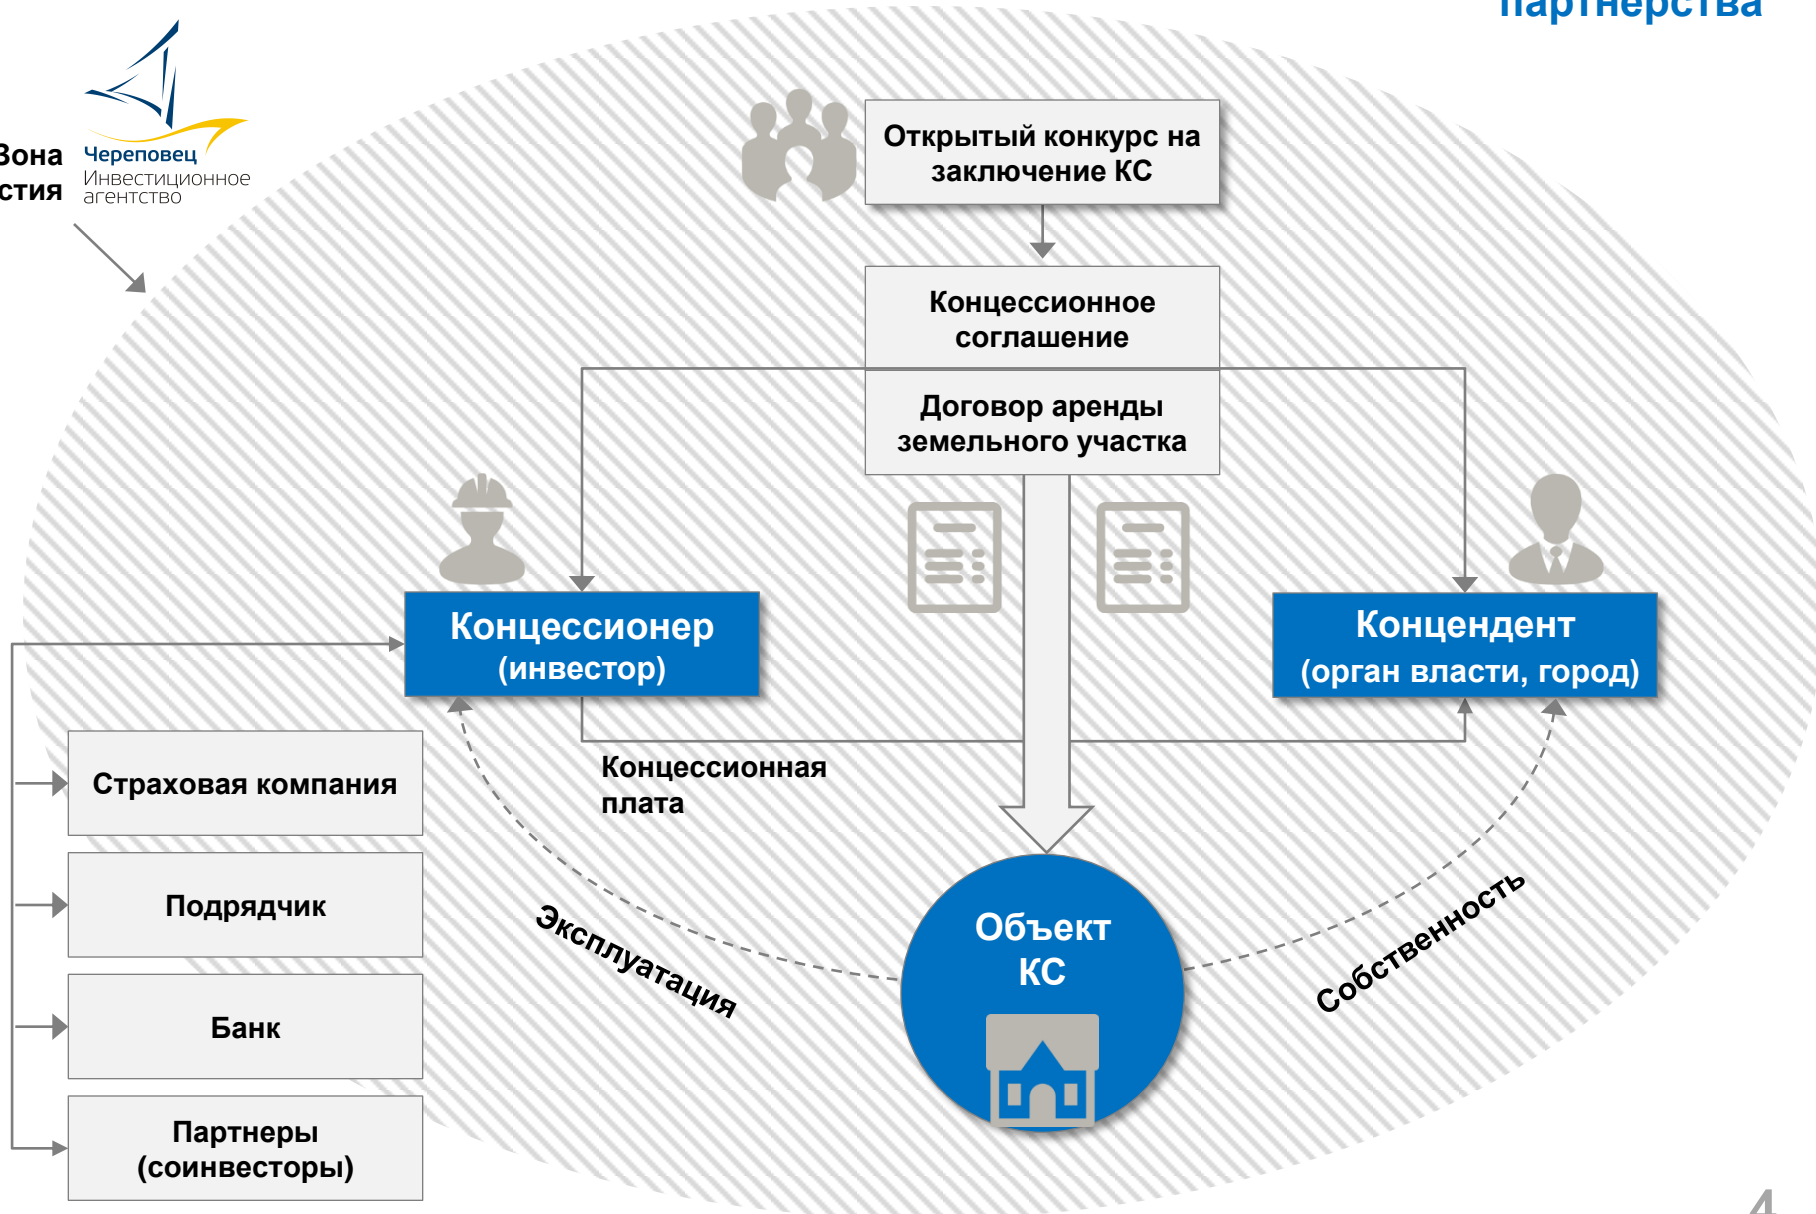 партнерства
Зона
Череповец
Инвестиционное
агентство
Открытый конкурс на
заключение КС
Концессионное
соглашение
Договор аренды
земельного участка
Концессионер
(инвестор)
Концендент
(орган власти, город)
Концессионная
плата
Страховая компания
Подрядчик
Банк
Партнеры
(соинвесторы)
Эксплуатация
Собственность
Объект
КС
4